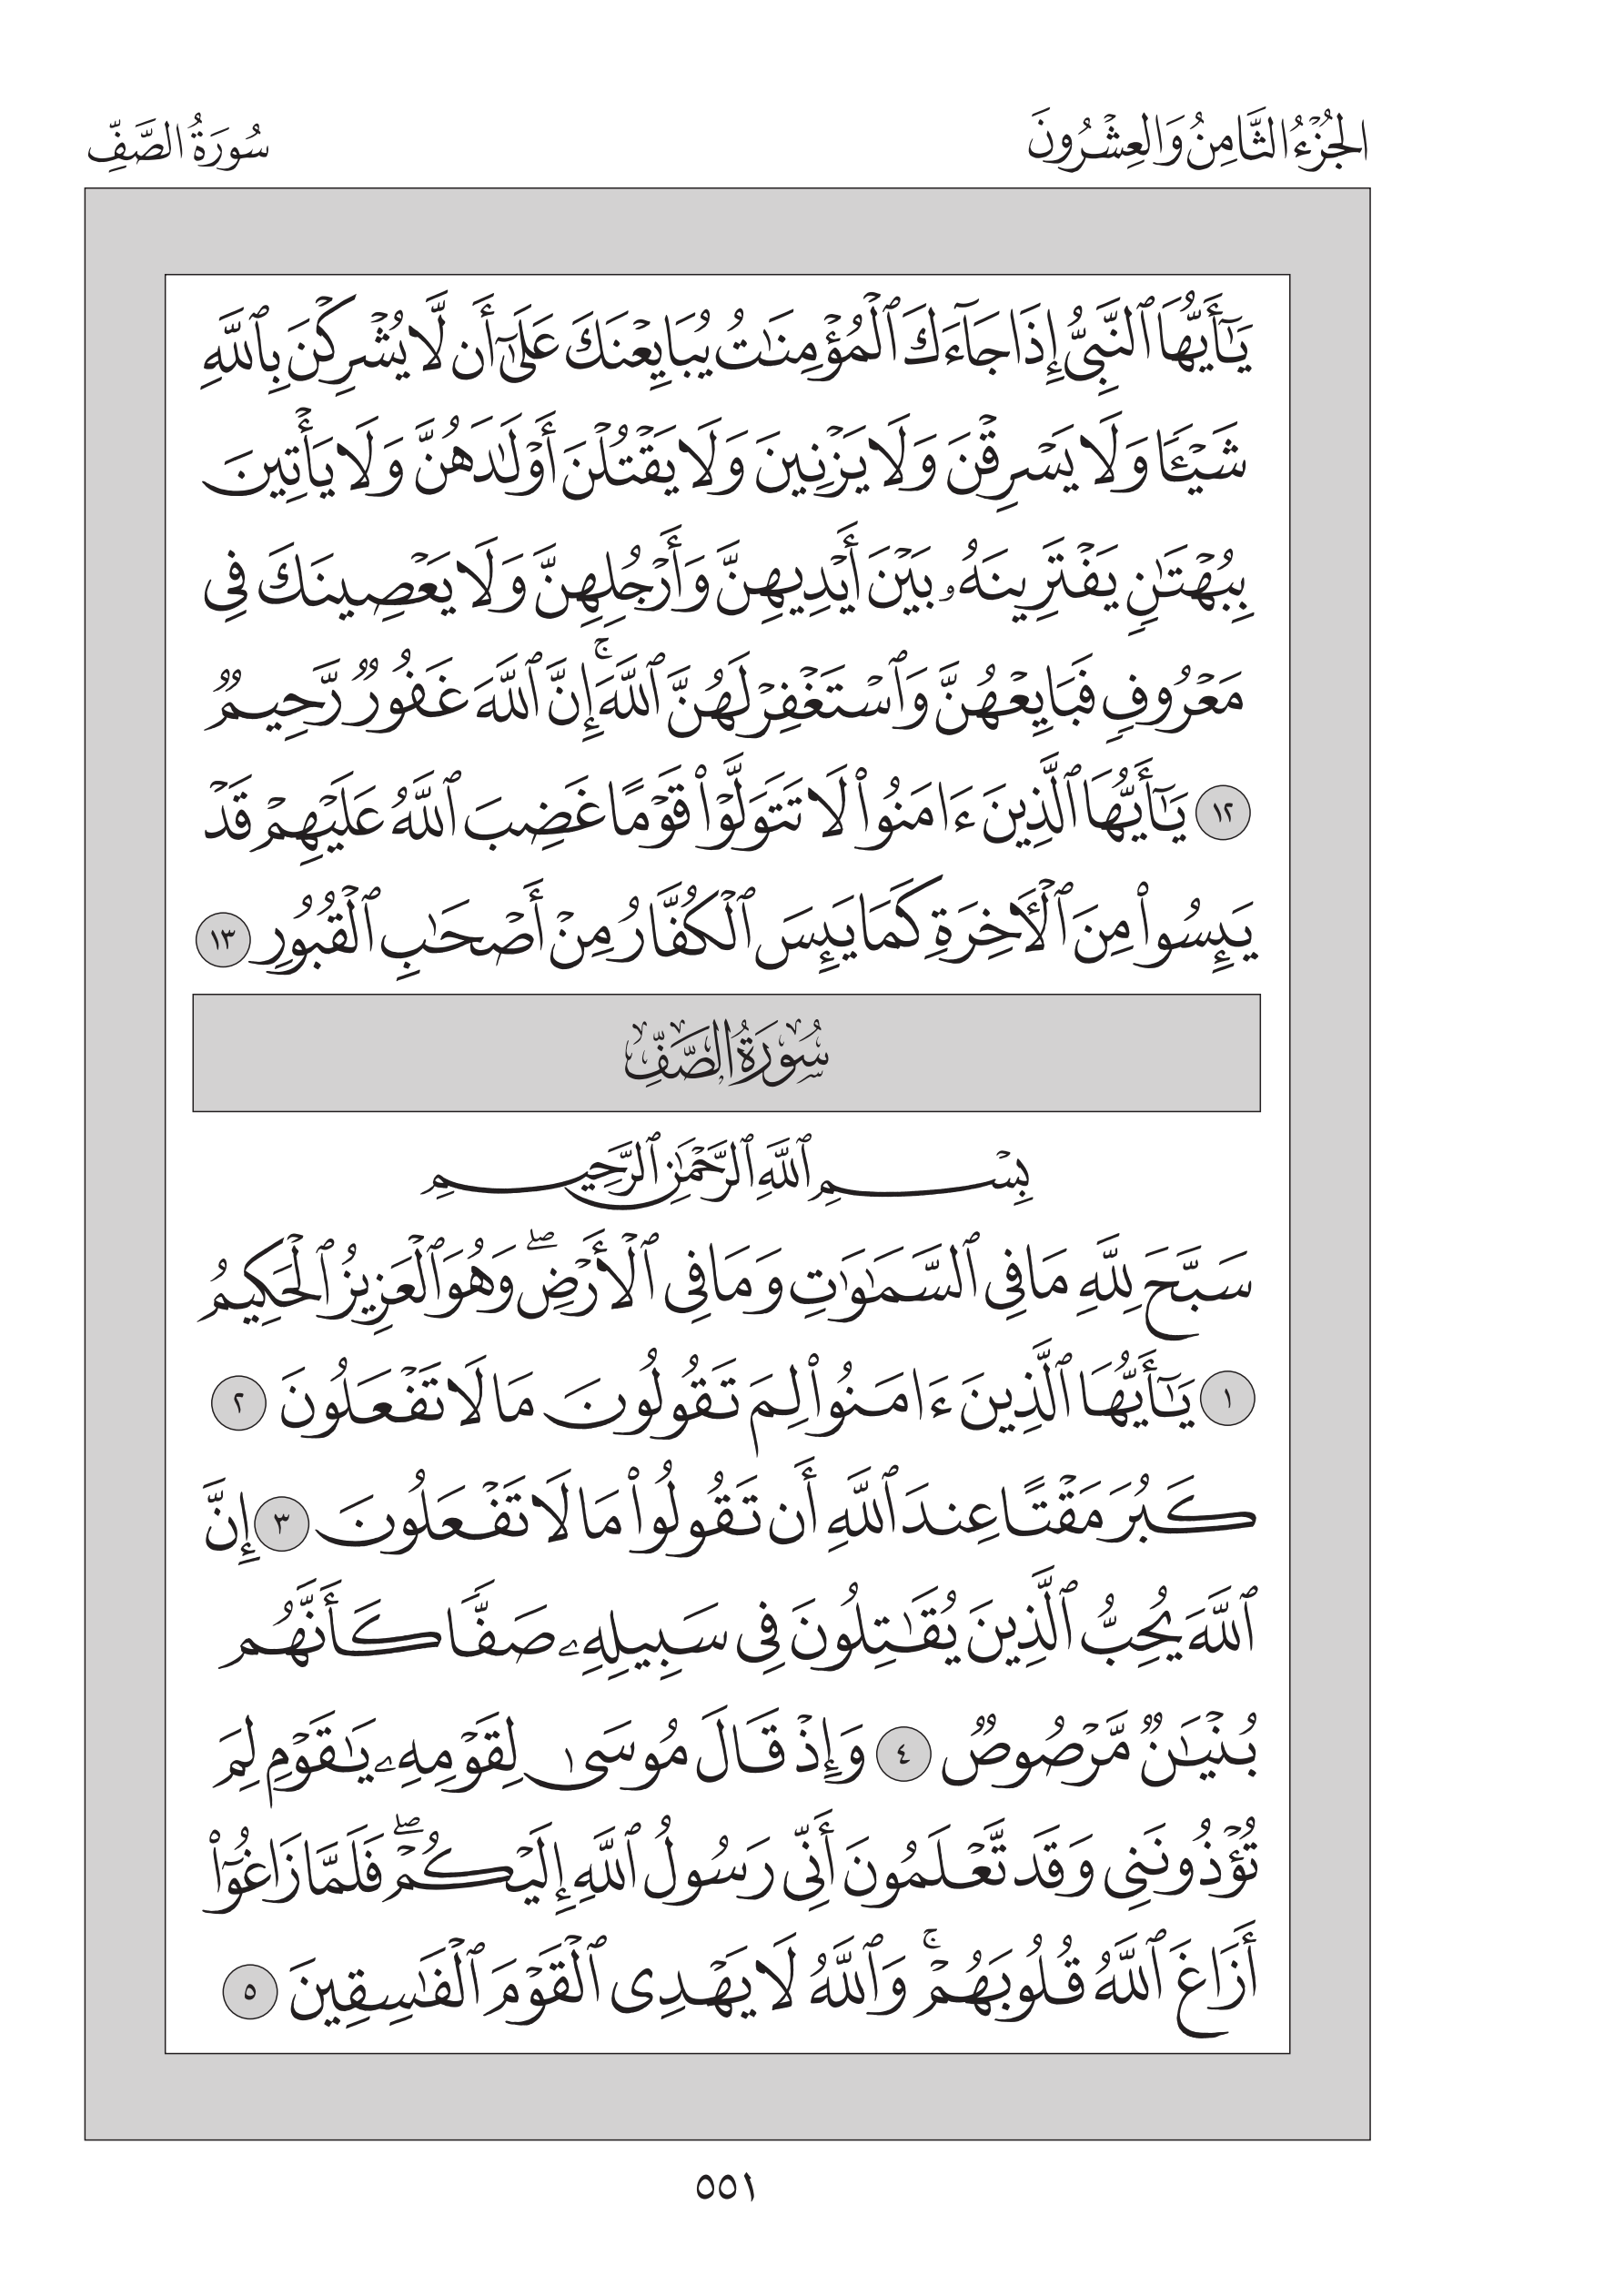 الجُزْءُ الثَّامِنُ وَالعِشْرُونَ
سُورَةُ الصَّفِّ
يَٰٓأَيُّهَا ٱلنَّبِيُّ إِذَا جَآءَكَ ٱلْمُؤْمِنَٰتُ يُبَايِعْنَكَ عَلَىٰٓ أَن لَّا يُشْرِكْنَ بِٱللَّهِ
شَيْـًٔا وَلَا يَسْرِقْنَ وَلَا يَزْنِينَ وَلَا يَقْتُلْنَ أَوْلَٰدَهُنَّ وَلَا يَأْتِينَ
بِبُهْتَٰنٍ يَفْتَرِينَهُۥ بَيْنَ أَيْدِيهِنَّ وَأَرْجُلِهِنَّ وَلَا يَعْصِينَكَ فِى
مَعْرُوفٍ فَبَايِعْهُنَّ وَٱسْتَغْفِرْ لَهُنَّ ٱللَّهَ ۚ إِنَّ ٱللَّهَ غَفُورٌ رَّحِيمٌ
١٢ يَٰٓأَيُّهَا ٱلَّذِينَ ءَامَنُوا۟ لَا تَتَوَلَّوْا۟ قَوْمًا غَضِبَ ٱللَّهُ عَلَيْهِمْ قَدْ
يَئِسُوا۟ مِنَ ٱلْـَٔاخِرَةِ كَمَا يَئِسَ ٱلْكُفَّارُ مِنْ أَصْحَٰبِ ٱلْقُبُورِ ١٣
سُورَةُ الصَّفِّ
بِسْمِ ٱللَّهِ ٱلرَّحْمَٰنِ ٱلرَّحِيمِ
سَبَّحَ لِلَّهِ مَا فِى ٱلسَّمَٰوَٰتِ وَمَا فِى ٱلْأَرْضِ ۖ وَهُوَ ٱلْعَزِيزُ ٱلْحَكِيمُ
١ يَٰٓأَيُّهَا ٱلَّذِينَ ءَامَنُوا۟ لِمَ تَقُولُونَ مَا لَا تَفْعَلُونَ ٢
كَبُرَ مَقْتًا عِندَ ٱللَّهِ أَن تَقُولُوا۟ مَا لَا تَفْعَلُونَ ٣ إِنَّ
ٱللَّهَ يُحِبُّ ٱلَّذِينَ يُقَٰتِلُونَ فِى سَبِيلِهِۦ صَفًّا كَأَنَّهُم
بُنْيَٰنٌ مَّرْصُوصٌ ٤ وَإِذْ قَالَ مُوسَىٰ لِقَوْمِهِۦ يَٰقَوْمِ لِمَ
تُؤْذُونَنِى وَقَد تَّعْلَمُونَ أَنِّى رَسُولُ ٱللَّهِ إِلَيْكُمْ ۖ فَلَمَّا زَاغُوٓا۟
أَزَاغَ ٱللَّهُ قُلُوبَهُمْ ۚ وَٱللَّهُ لَا يَهْدِى ٱلْقَوْمَ ٱلْفَٰسِقِينَ ٥
٥٥١